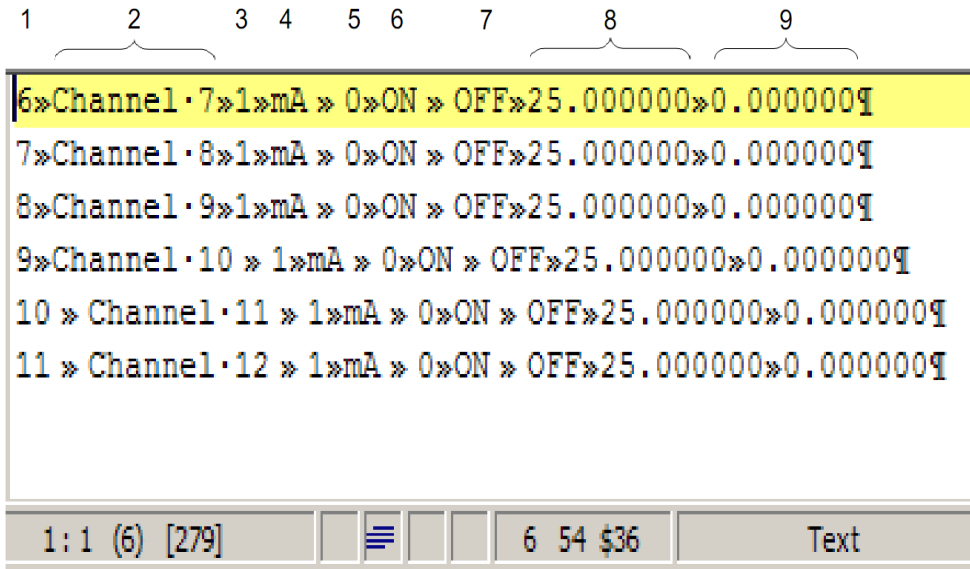 1 2 3 4 5 6 7 8 9
6»Channel·7»1»mA » 0»ON » OFF»25.000000»0.000000¶
7»Channel·8»1»mA » 0»ON » OFF»25.000000»0.000000¶
8»Channel·9»1»mA » 0»ON » OFF»25.000000»0.000000¶
9»Channel·10 » 1»mA » 0»ON » OFF»25.000000»0.000000¶
10 » Channel·11 » 1»mA » 0»ON » OFF»25.000000»0.000000¶
11 » Channel·12 » 1»mA » 0»ON » OFF»25.000000»0.000000¶
1:1 (6) [279] 6 54 $36 Text